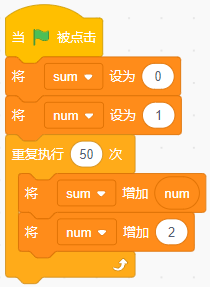 当 被点击
将 sum 设为 0
将 num 设为 1
重复执行 50 次
将 sum 增加 num
将 num 增加 2